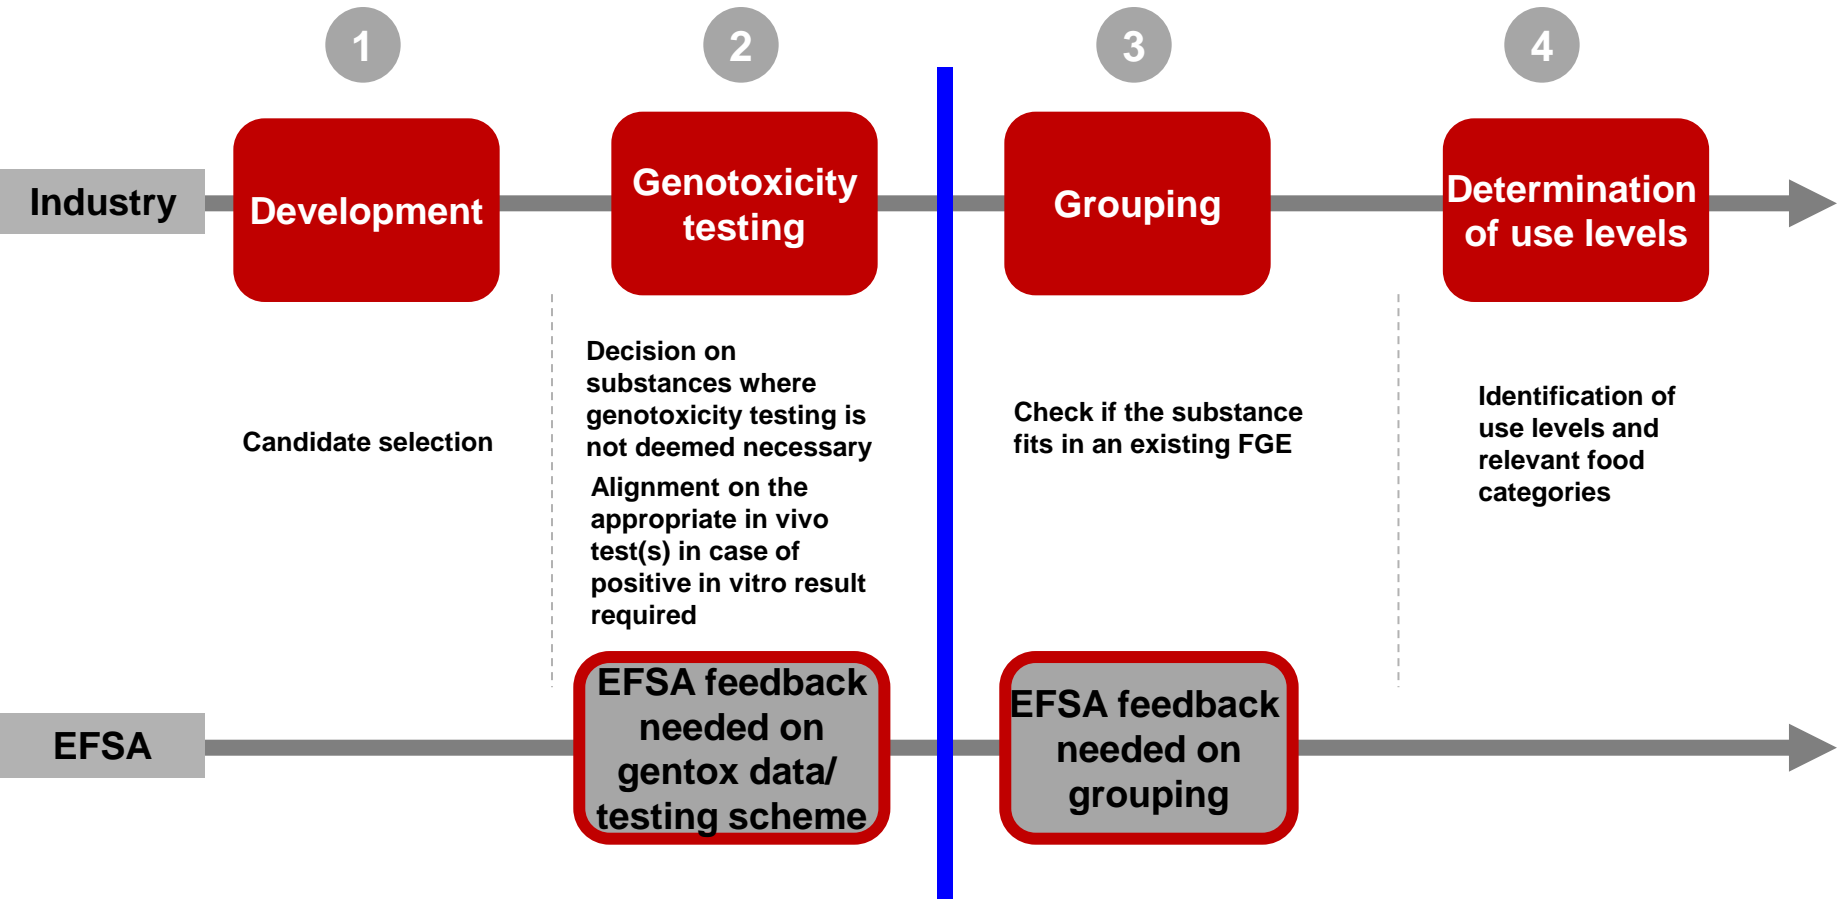 1
2
3
4
Industry
Development
Genotoxicity
testing
Grouping
Determination
of use levels
Candidate selection
Decision on
substances where
genotoxicity testing is
not deemed necessary
Alignment on the
appropriate in vivo
test(s) in case of
positive in vitro result
required
Check if the substance
fits in an existing FGE
Identification of
use levels and
relevant food
categories
EFSA
EFSA feedback
needed on
gentox data/
testing scheme
EFSA feedback
needed on
grouping